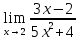 lim x→2 (3x−2)/(5x²+4)